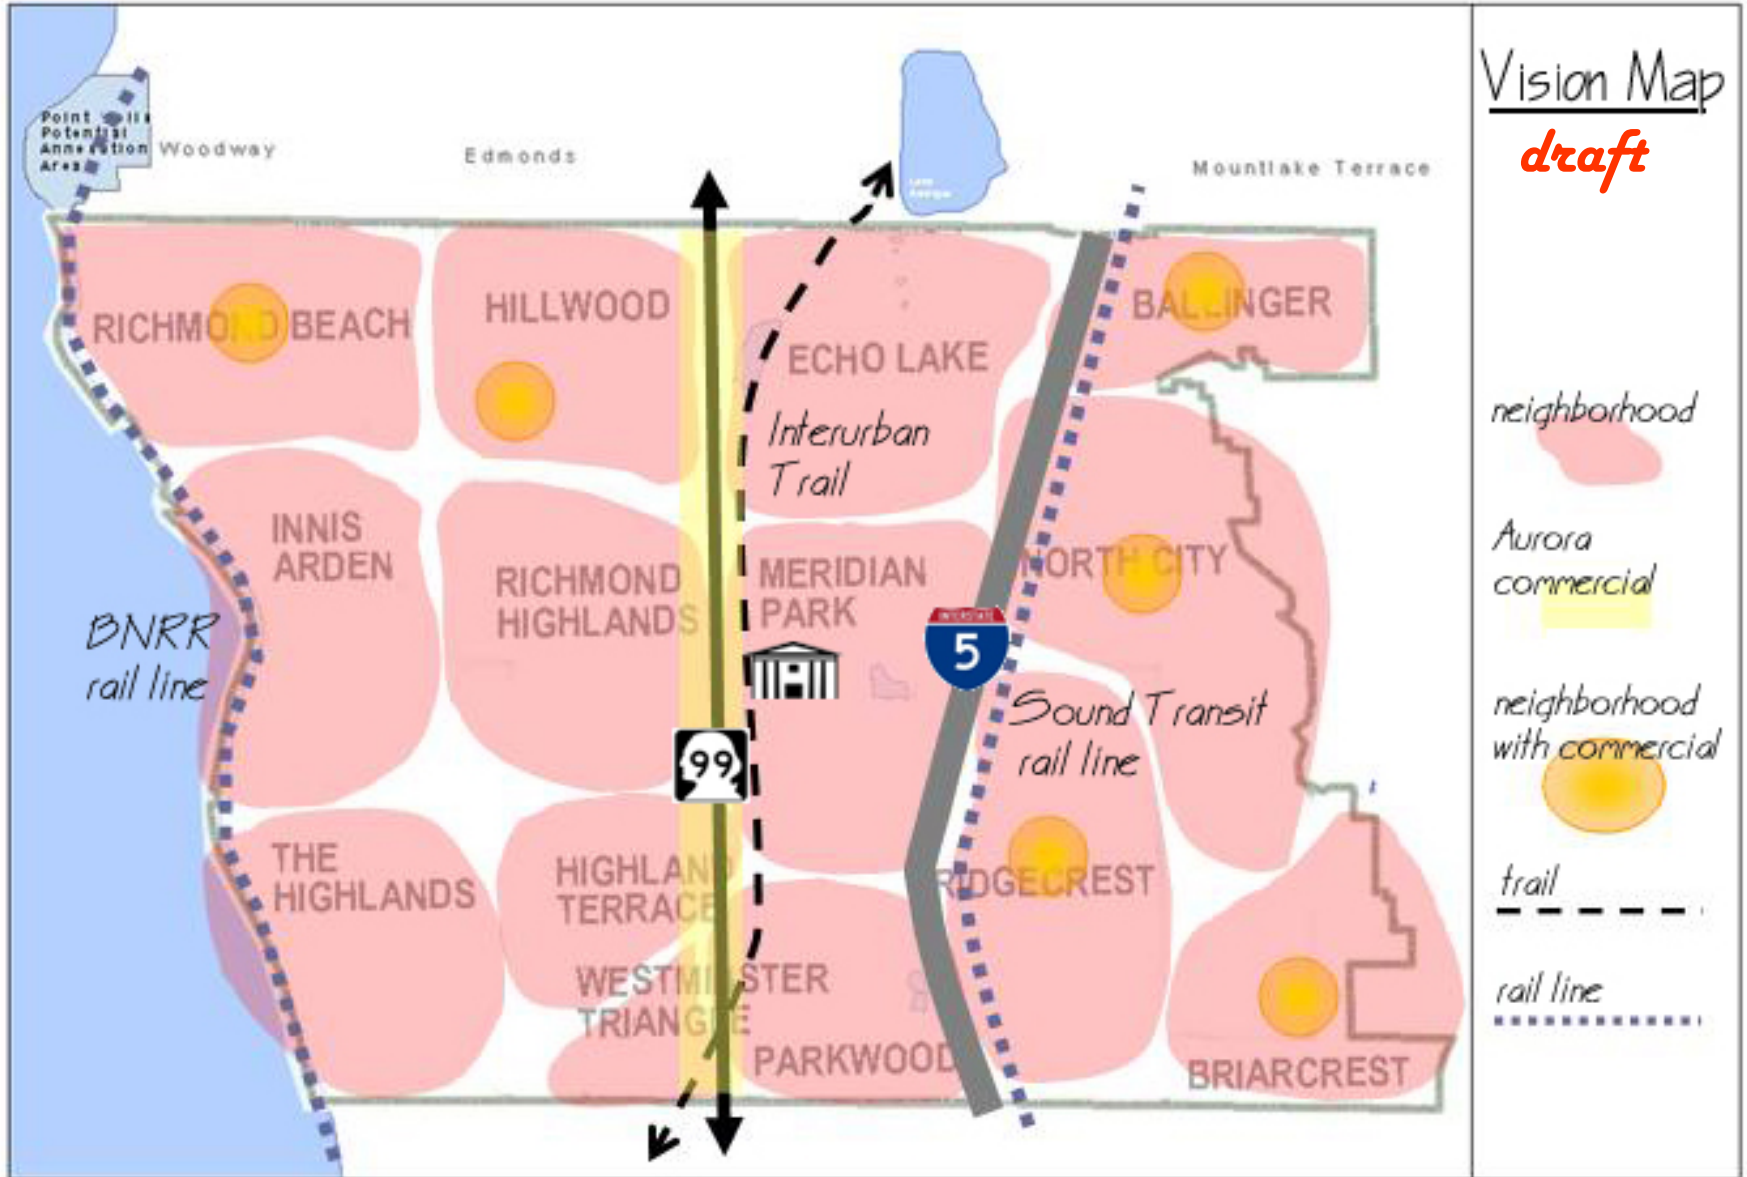 Vision Map
draft
Point Wells
Potential
Annexation
Area
Woodway
Edmonds
Mountlake Terrace
RICHMOND BEACH
HILLWOOD
ECHO LAKE
BALLINGER
Interurban
Trail
INNIS
ARDEN
RICHMOND
HIGHLANDS
MERIDIAN
PARK
NORTH CITY
BNRR
rail line
INTERSTATE
5
Sound Transit
rail line
99
THE
HIGHLANDS
HIGHLAND
TERRACE
RIDGECREST
WESTMINSTER
TRIANGLE
PARKWOOD
BRIARCREST
neighborhood
Aurora
commercial
neighborhood
with commercial
trail
rail line